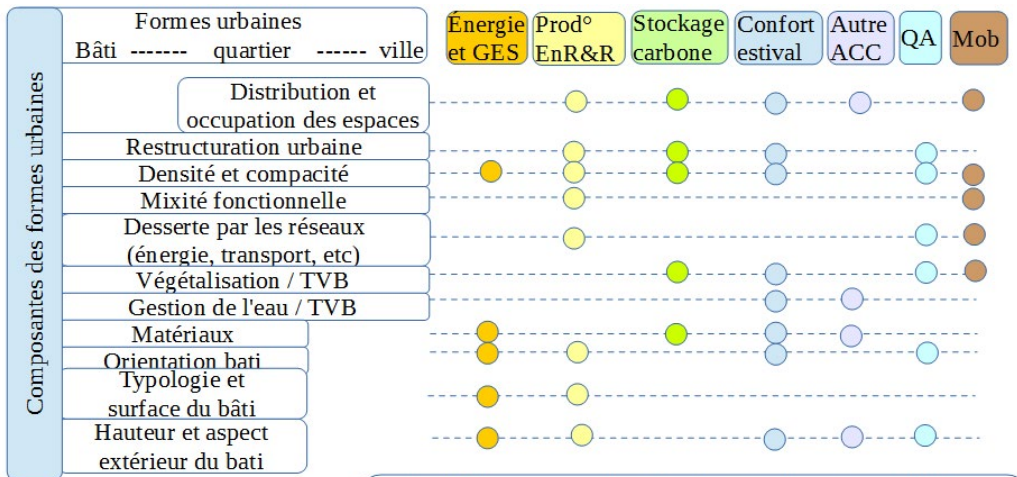 Composantes des formes urbaines
Formes urbaines
Bâti ------- quartier ------ ville
Énergie
et GES
Prod°
EnR&R
Stockage
carbone
Confort
estival
Autre
ACC
QA
Mob
Distribution et
occupation des espaces
Restructuration urbaine
Densité et compacité
Mixité fonctionnelle
Desserte par les réseaux
(énergie, transport, etc)
Végétalisation / TVB
Gestion de l'eau / TVB
Matériaux
Orientation bati
Typologie et
surface du bâti
Hauteur et aspect
extérieur du bati